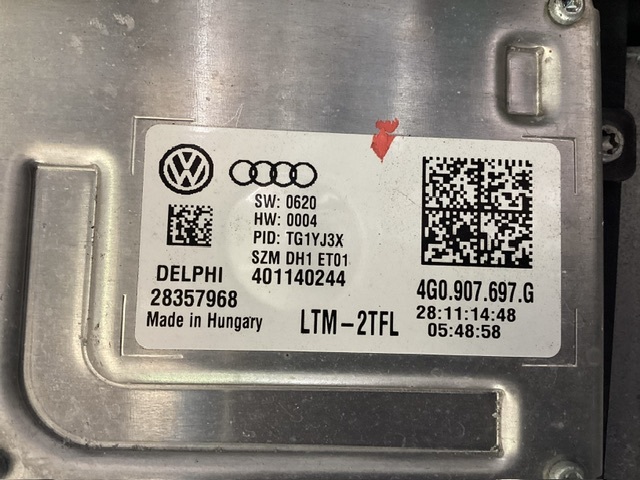 SW: 0620
HW: 0004
PID: TG1YJ3X
SZM DH1 ET01
401140244
DELPHI
28357968
Made in Hungary
LTM-2TFL
4G0.907.697.G
28:11:14:48
05:48:58